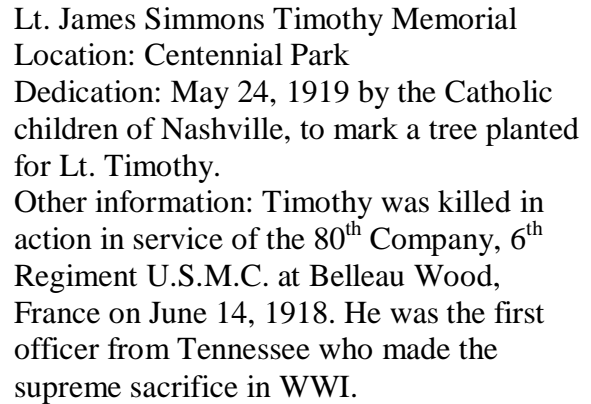 Lt. James Simmons Timothy Memorial
Location: Centennial Park
Dedication: May 24, 1919 by the Catholic
children of Nashville, to mark a tree planted
for Lt. Timothy.
Other information: Timothy was killed in
action in service of the 80th Company, 6th
Regiment U.S.M.C. at Belleau Wood,
France on June 14, 1918. He was the first
officer from Tennessee who made the
supreme sacrifice in WWI.